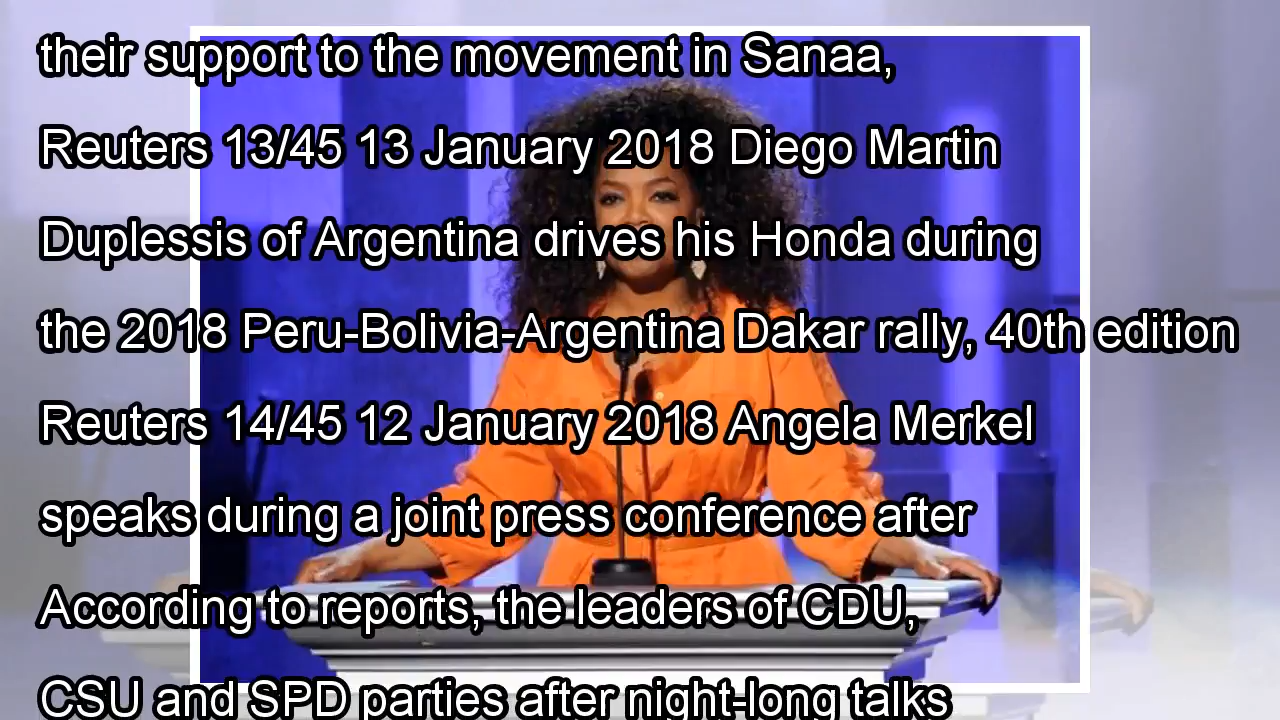 their support to the movement in Sanaa,
Reuters 13/45 13 January 2018 Diego Martin
Duplessis of Argentina drives his Honda during
the 2018 Peru-Bolivia-Argentina Dakar rally, 40th edition
Reuters 14/45 12 January 2018 Angela Merkel
speaks during a joint press conference after
According to reports, the leaders of CDU,
CSU and SPD parties after night-long talks